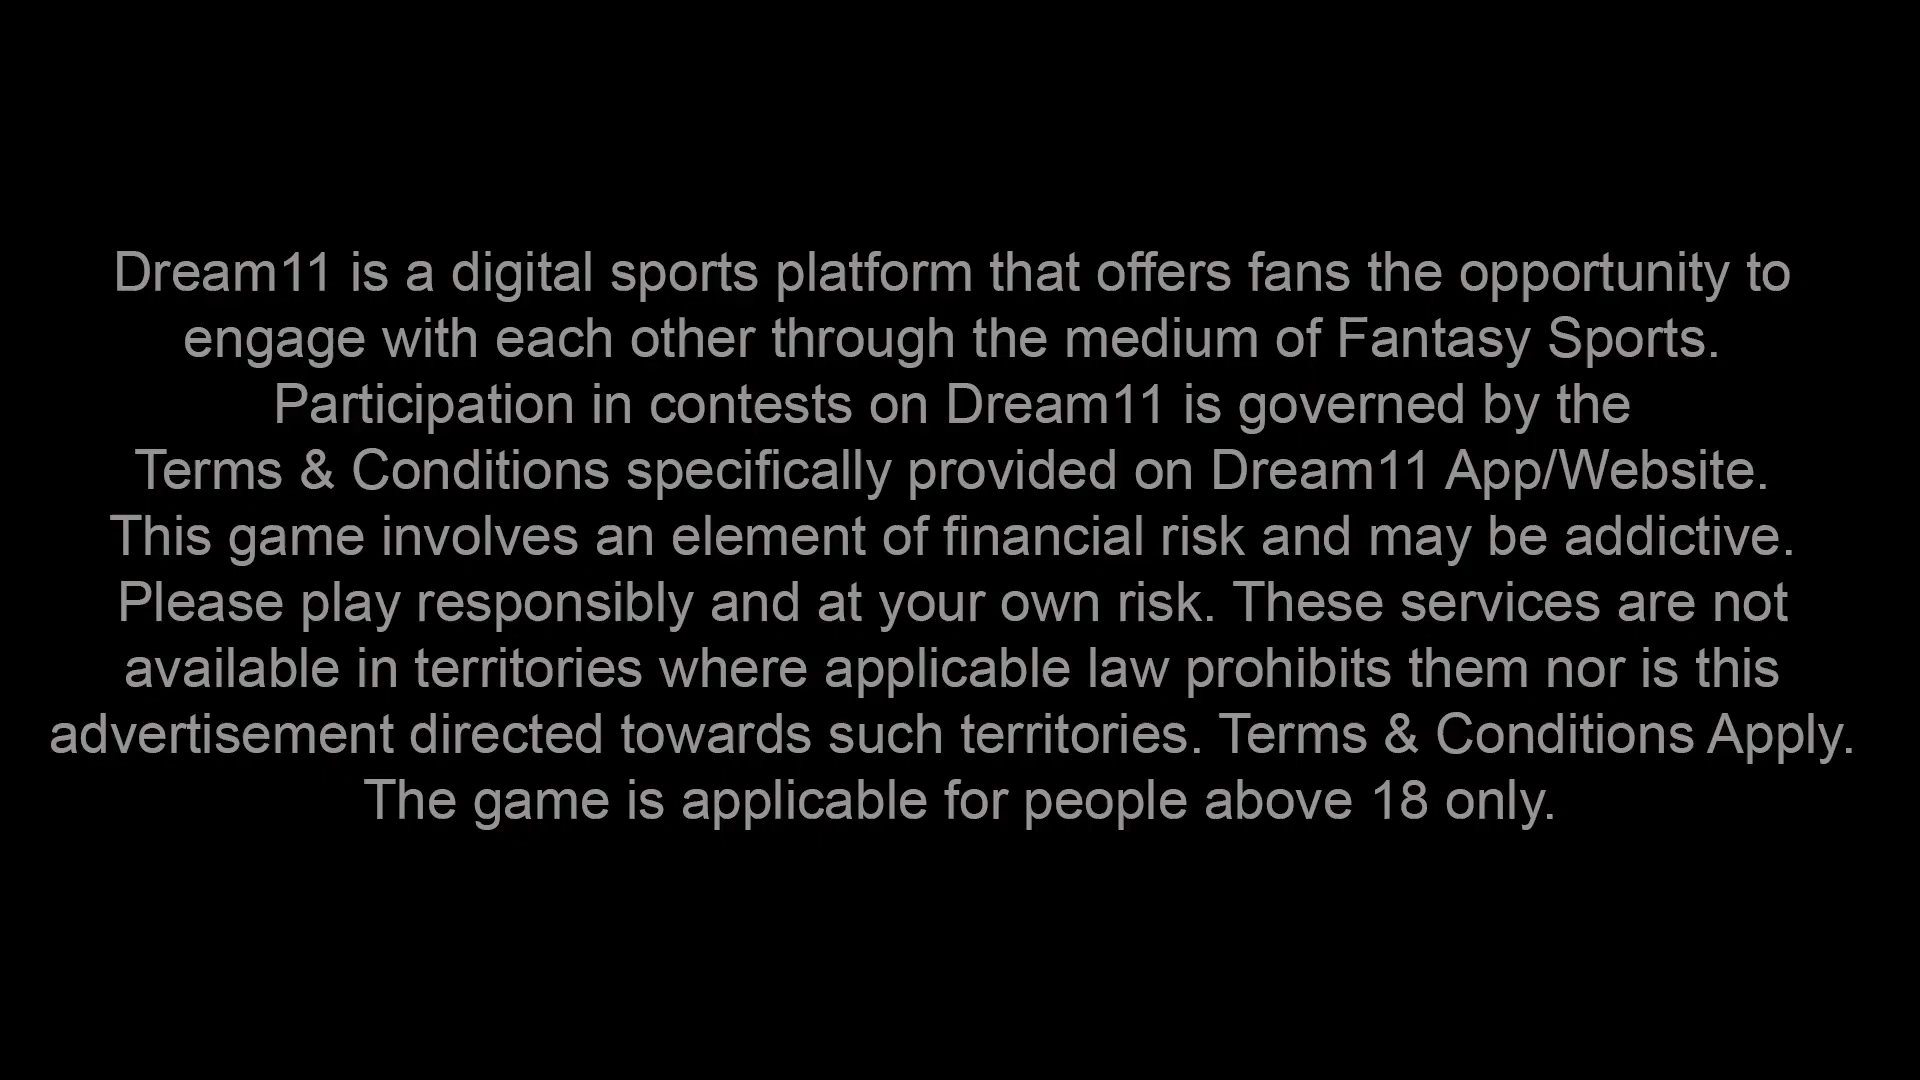 Dream11 is a digital sports platform that offers fans the opportunity to
engage with each other through the medium of Fantasy Sports.
Participation in contests on Dream11 is governed by the
Terms & Conditions specifically provided on Dream11 App/Website.
This game involves an element of financial risk and may be addictive.
Please play responsibly and at your own risk. These services are not
available in territories where applicable law prohibits them nor is this
advertisement directed towards such territories. Terms & Conditions Apply.
The game is applicable for people above 18 only.